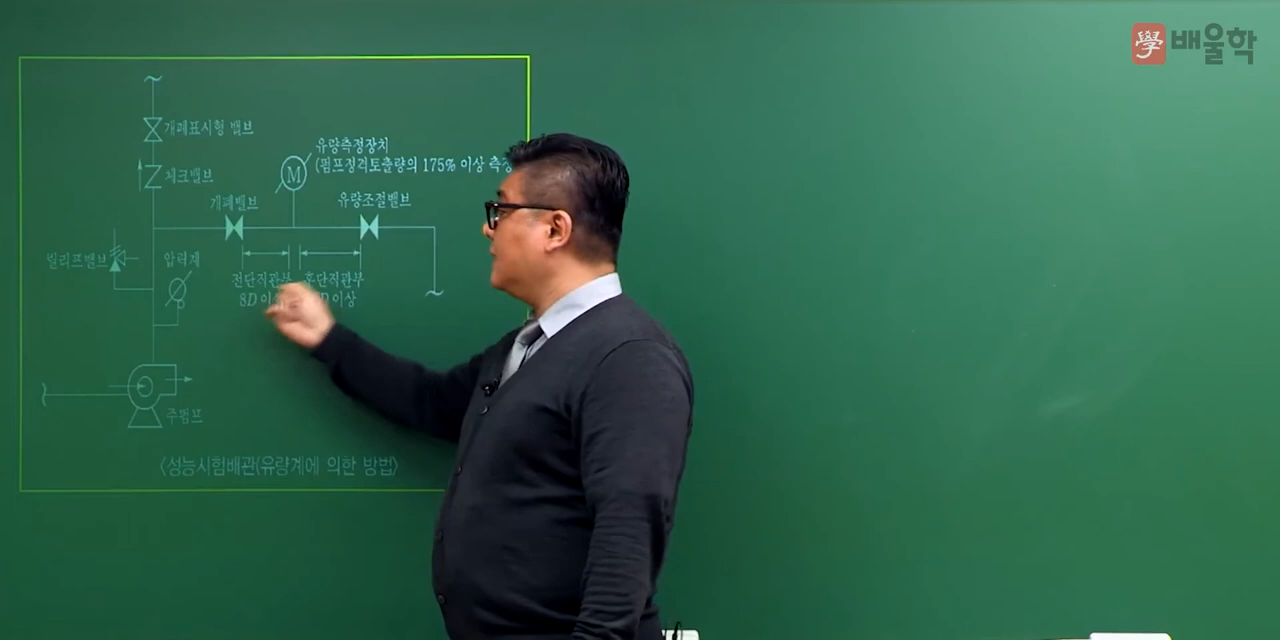 學 배울학
개폐표시형 밸브
유량측정장치
(펌프정격토출량의 175% 이상 측정
체크밸브
개폐밸브
유량조절밸브
릴리프밸브
압력계
M
전단직관부
후단직관부
8D 이
D 이상
주펌프
〈성능시험배관(유량계에 의한 방법〉